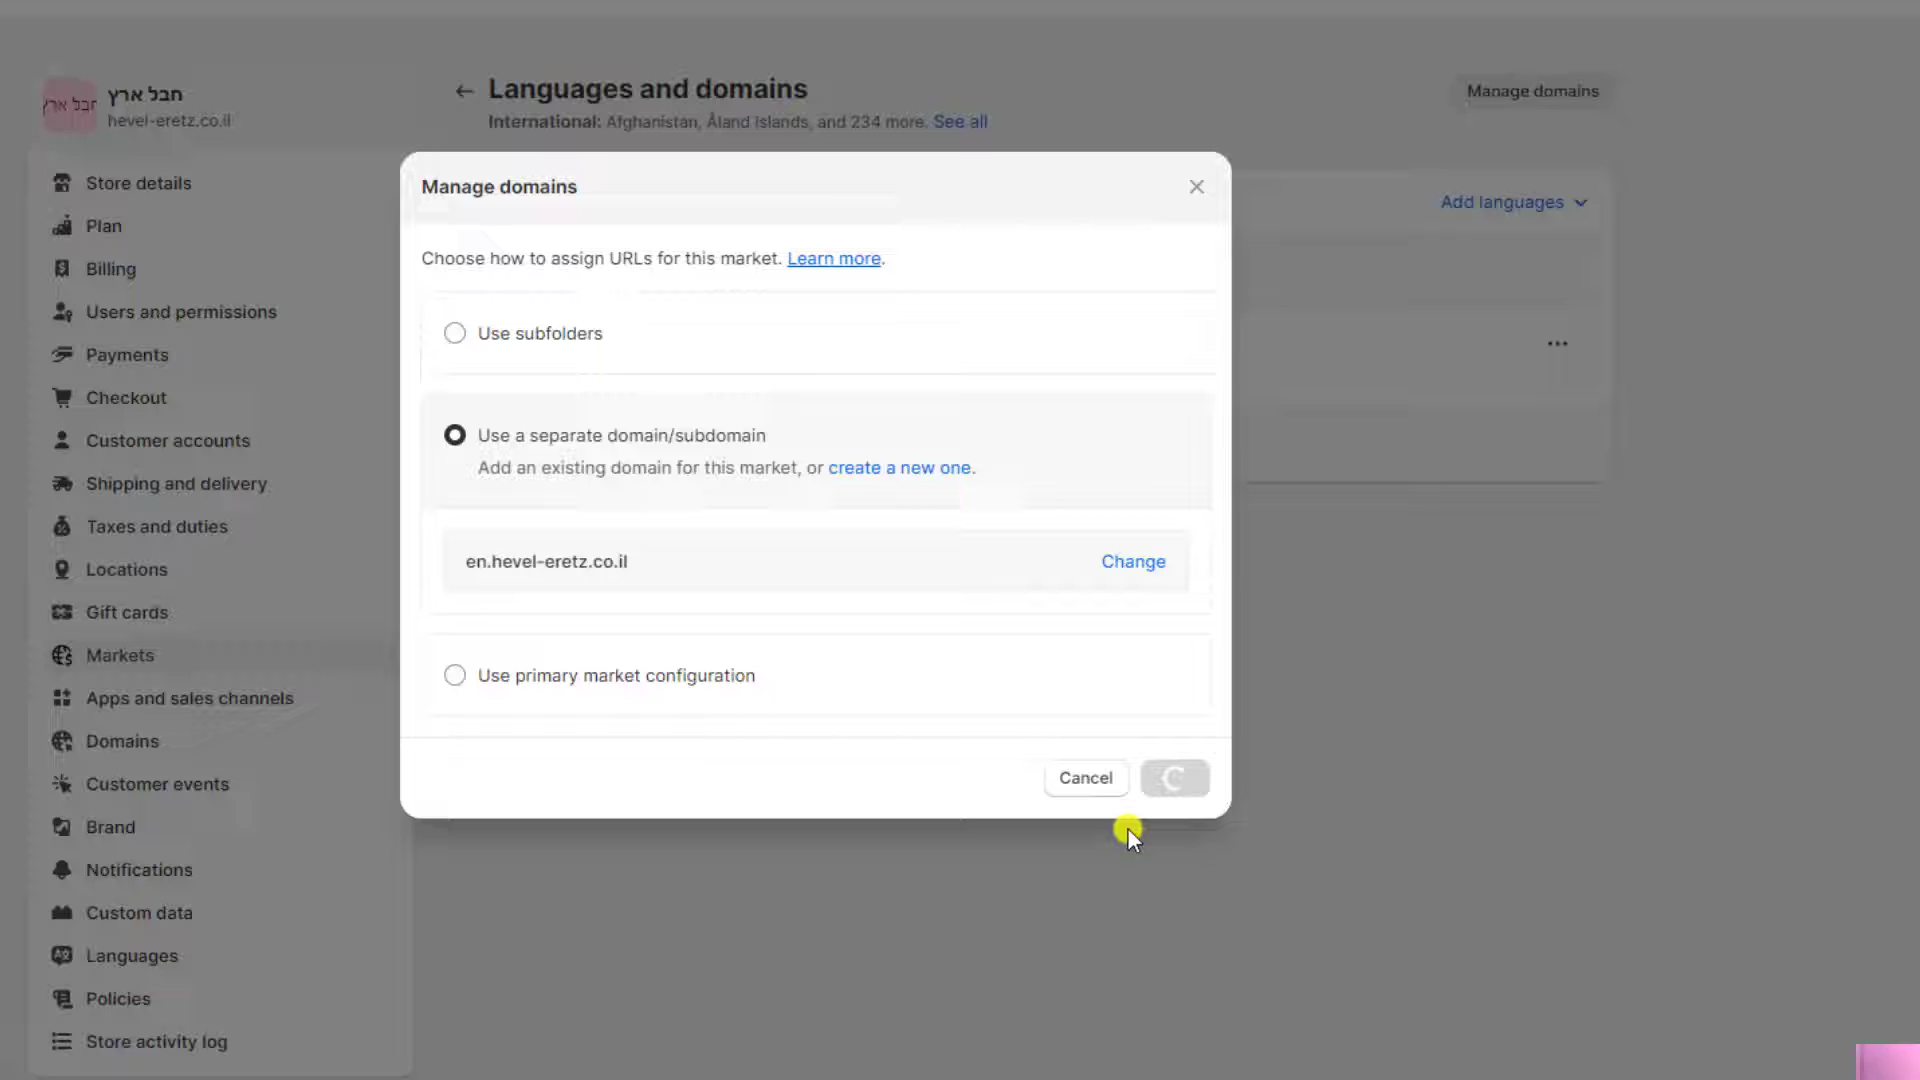 חבל ארץ
חבל ארץ
hevel-eretz.co.il
Store details
Plan
Billing
Users and permissions
Payments
Checkout
Customer accounts
Shipping and delivery
Taxes and duties
Locations
Gift cards
Markets
Apps and sales channels
Domains
Customer events
Brand
Notifications
Custom data
Languages
Policies
Store activity log
Languages and domains
International: Afghanistan, Åland Islands, and 234 more. See all
Manage domains
Add languages
Manage domains
Choose how to assign URLs for this market. Learn more.
Use subfolders
Use a separate domain/subdomain
Add an existing domain for this market, or create a new one.
en.hevel-eretz.co.il
Change
Use primary market configuration
Cancel